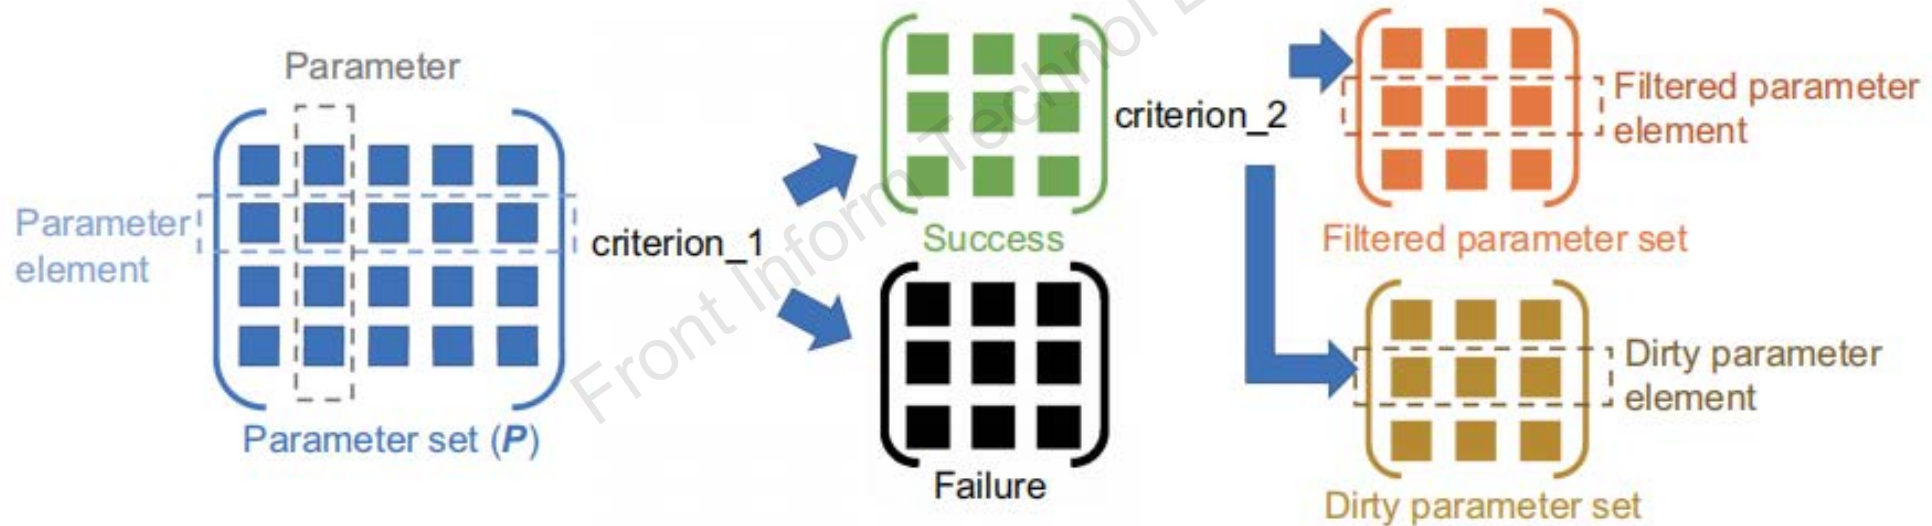 Parameter
Parameter
element
Parameter set (P)
criterion_1
Success
Failure
criterion_2
Filtered parameter
element
Filtered parameter set
Dirty parameter
element
Dirty parameter set
Front Inform Technol